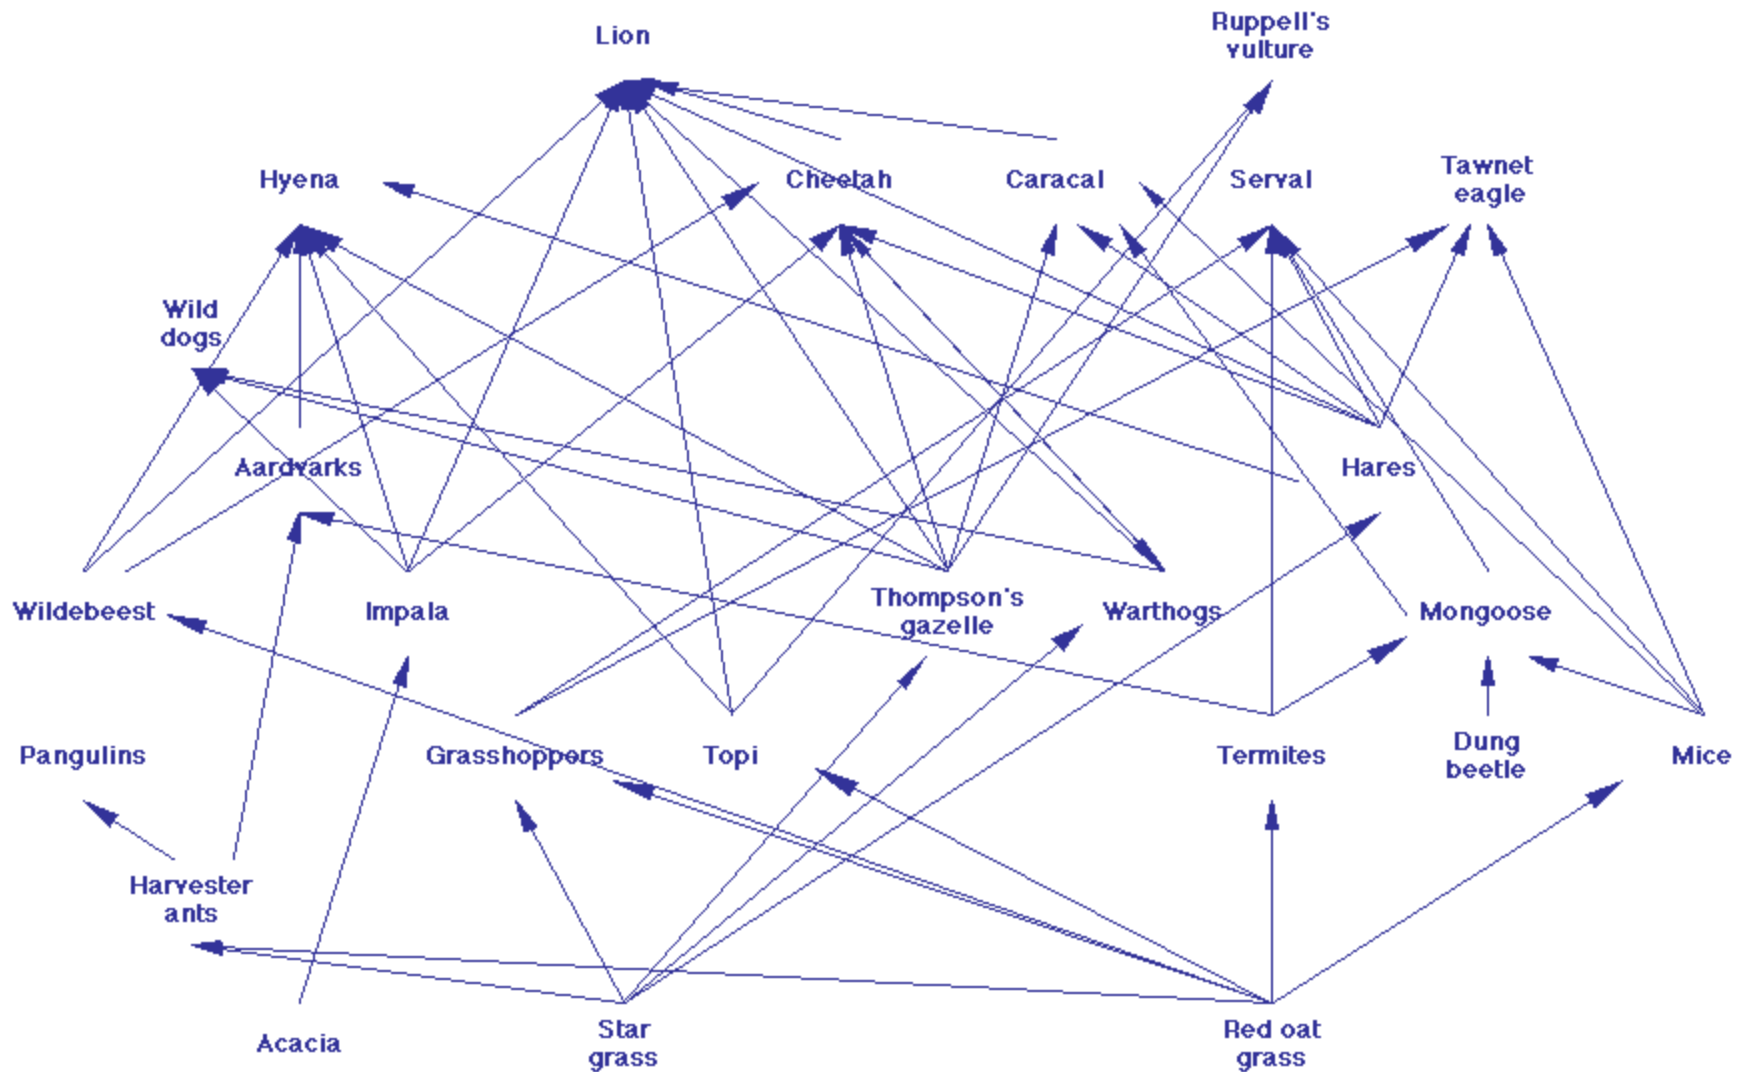 Lion
Ruppell's
vulture
Hyena
Cheetah
Caracal
Serval
Tawnet
eagle
Wild
dogs
Aardvarks
Hares
Wildebeest
Impala
Thompson's
gazelle
Warthogs
Mongoose
Pangulins
Grasshoppers
Topi
Termites
Dung
beetle
Mice
Harvester
ants
Acacia
Star
grass
Red oat
grass